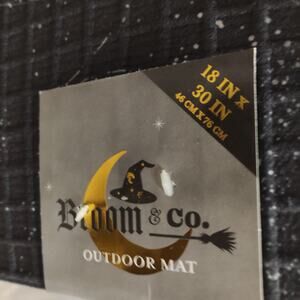 18 IN X
30 IN
46 CM X 76 CM
Broom & Co.
OUTDOOR MAT